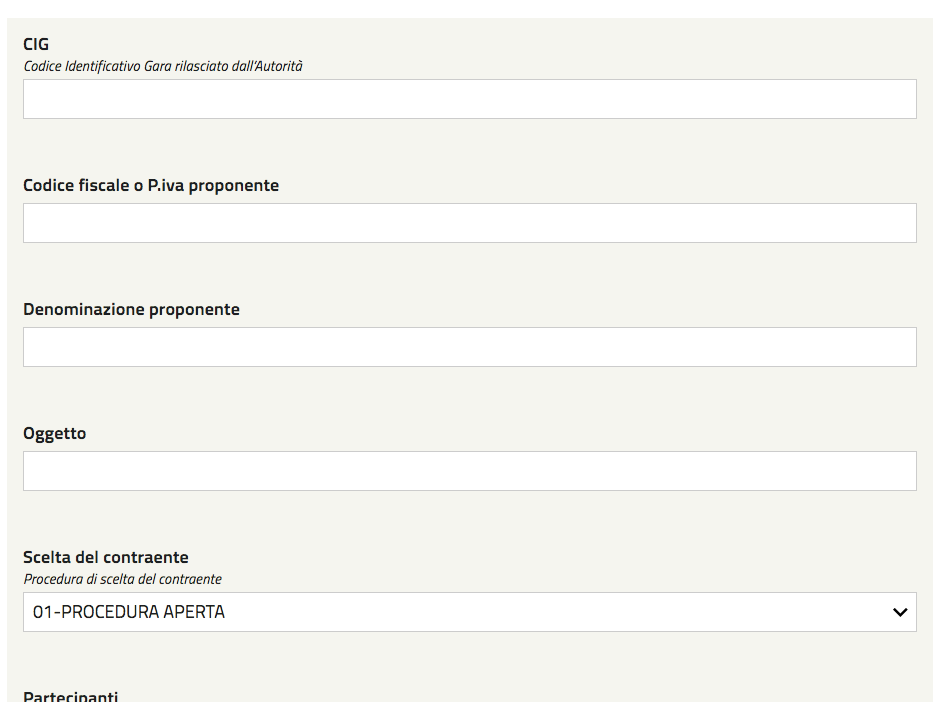 CIG
Codice Identificativo Gara rilasciato dall'Autorità
Codice fiscale o P.iva proponente
Denominazione proponente
Oggetto
Scelta del contraente
Procedura di scelta del contraente
01-PROCEDURA APERTA
Partecipanti